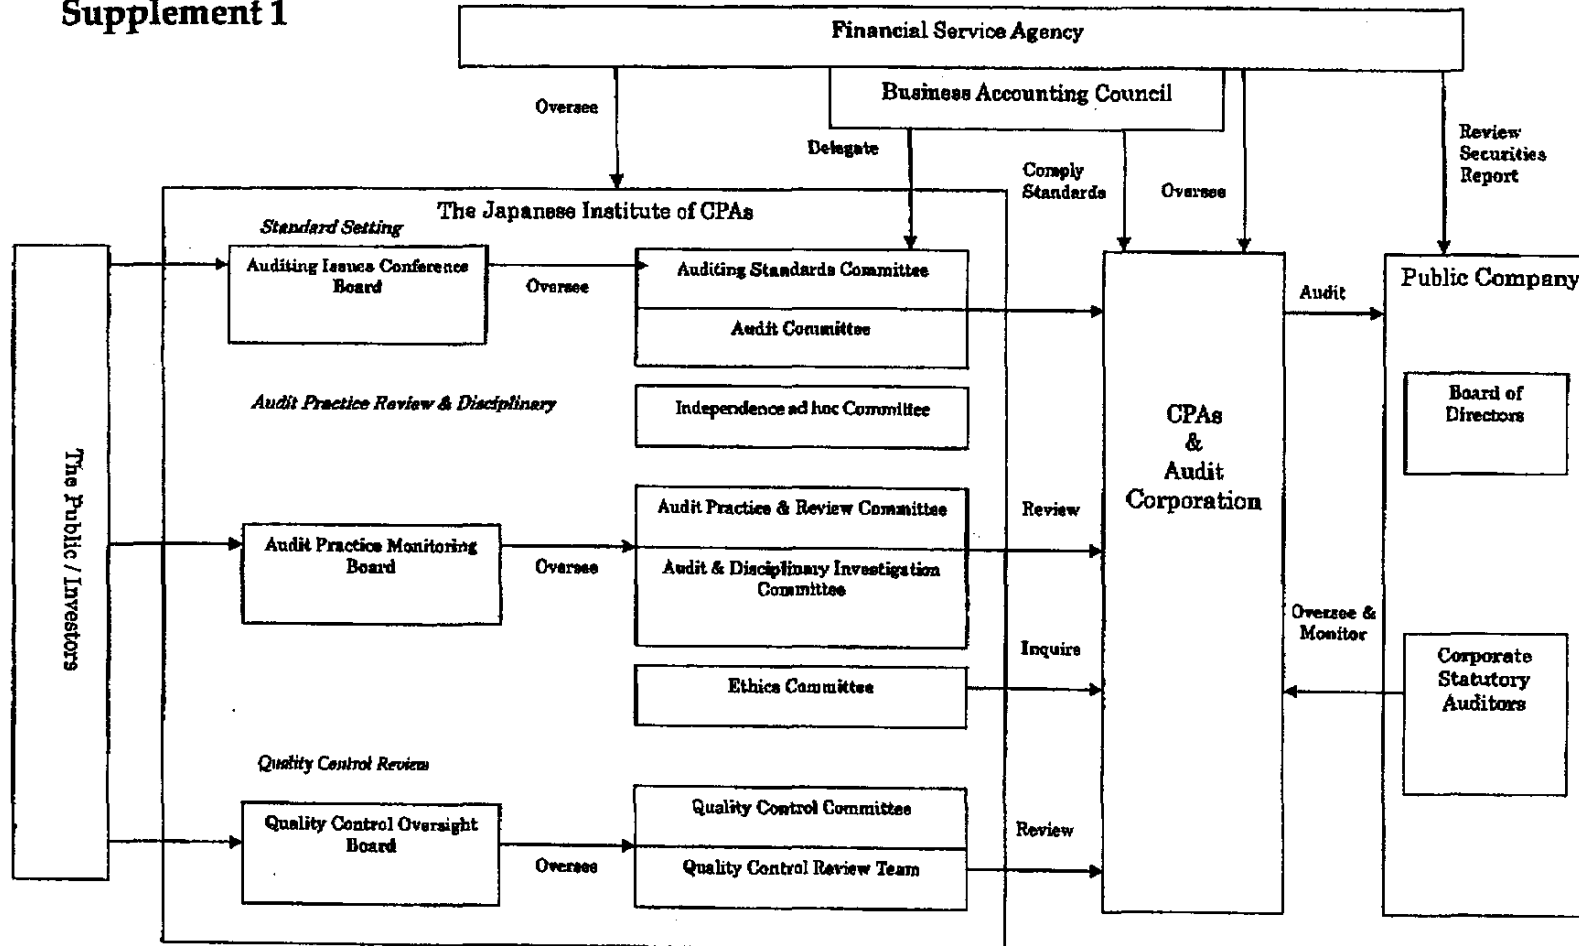 Supplement 1
Financial Service Agency
Business Accounting Council
Oversee
Delegate
Comply
Standards
Oversee
Review
Securities
Report
The Japanese Institute of CPAs
Standard Setting
Auditing Issues Conference
Board
Oversee
Auditing Standards Committee
Audit Committee
Audit
Public Company
Audit Practice Review & Disciplinary
Independence ad hoc Committee
Board of
Directors
CPAs
&
Audit
Corporation
The Public / Investors
Audit Practice Monitoring
Board
Oversee
Audit Practice & Review Committee
Audit & Disciplinary Investigation
Committee
Review
Inquire
Ethics Committee
Oversee &
Monitor
Corporate
Statutory
Auditors
Quality Control Review
Quality Control Oversight
Board
Oversee
Quality Control Committee
Quality Control Review Team
Review